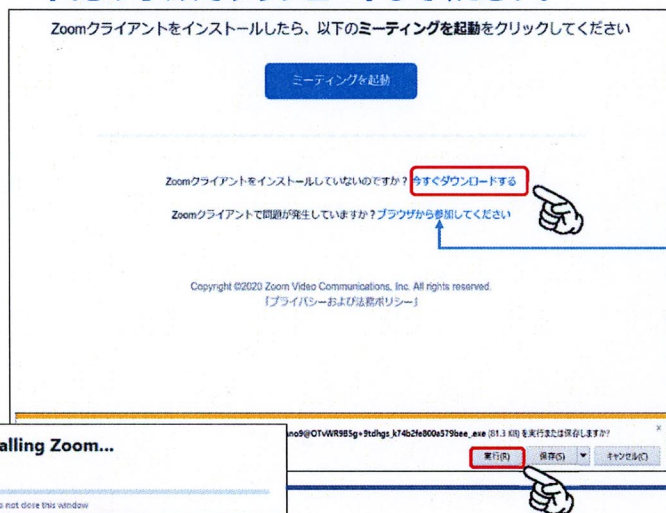 Zoomクライアントをインストールしたら、以下のミーティングを起動をクリックしてください
ミーティングを起動
Zoomクライアントをインストールしていないのですか?今すぐダウンロードする
Zoomクライアントで問題が発生していますか?ブラウザから参加してください
Copyright ©2020 Zoom Video Communications, Inc. All rights reserved.
「プライバシーおよび法務ポリシー」
(81.3 KB) を実行または保存しますか?
×
実行(R)
保存(S)
キャンセル(C)
alling Zoom...
not close this window